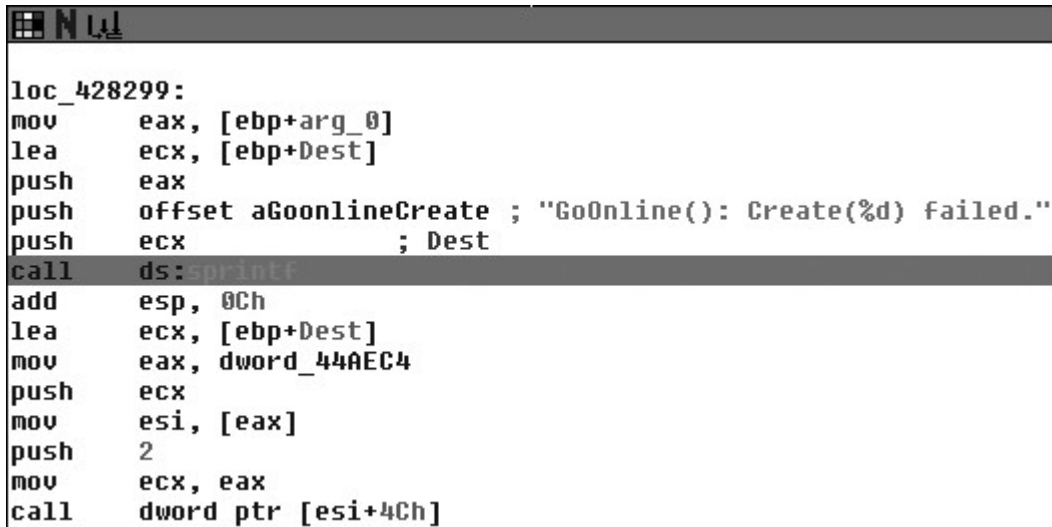 loc_428299:
mov eax, [ebp+arg_0]
lea ecx, [ebp+Dest]
push eax
push offset aGoonlineCreate ; "GoOnline(): Create(%d) failed."
push ecx ; Dest
call ds:sprintf
add esp, 0Ch
lea ecx, [ebp+Dest]
mov eax, dword_44AEC4
push ecx
mov esi, [eax]
push 2
mov ecx, eax
call dword ptr [esi+4Ch]